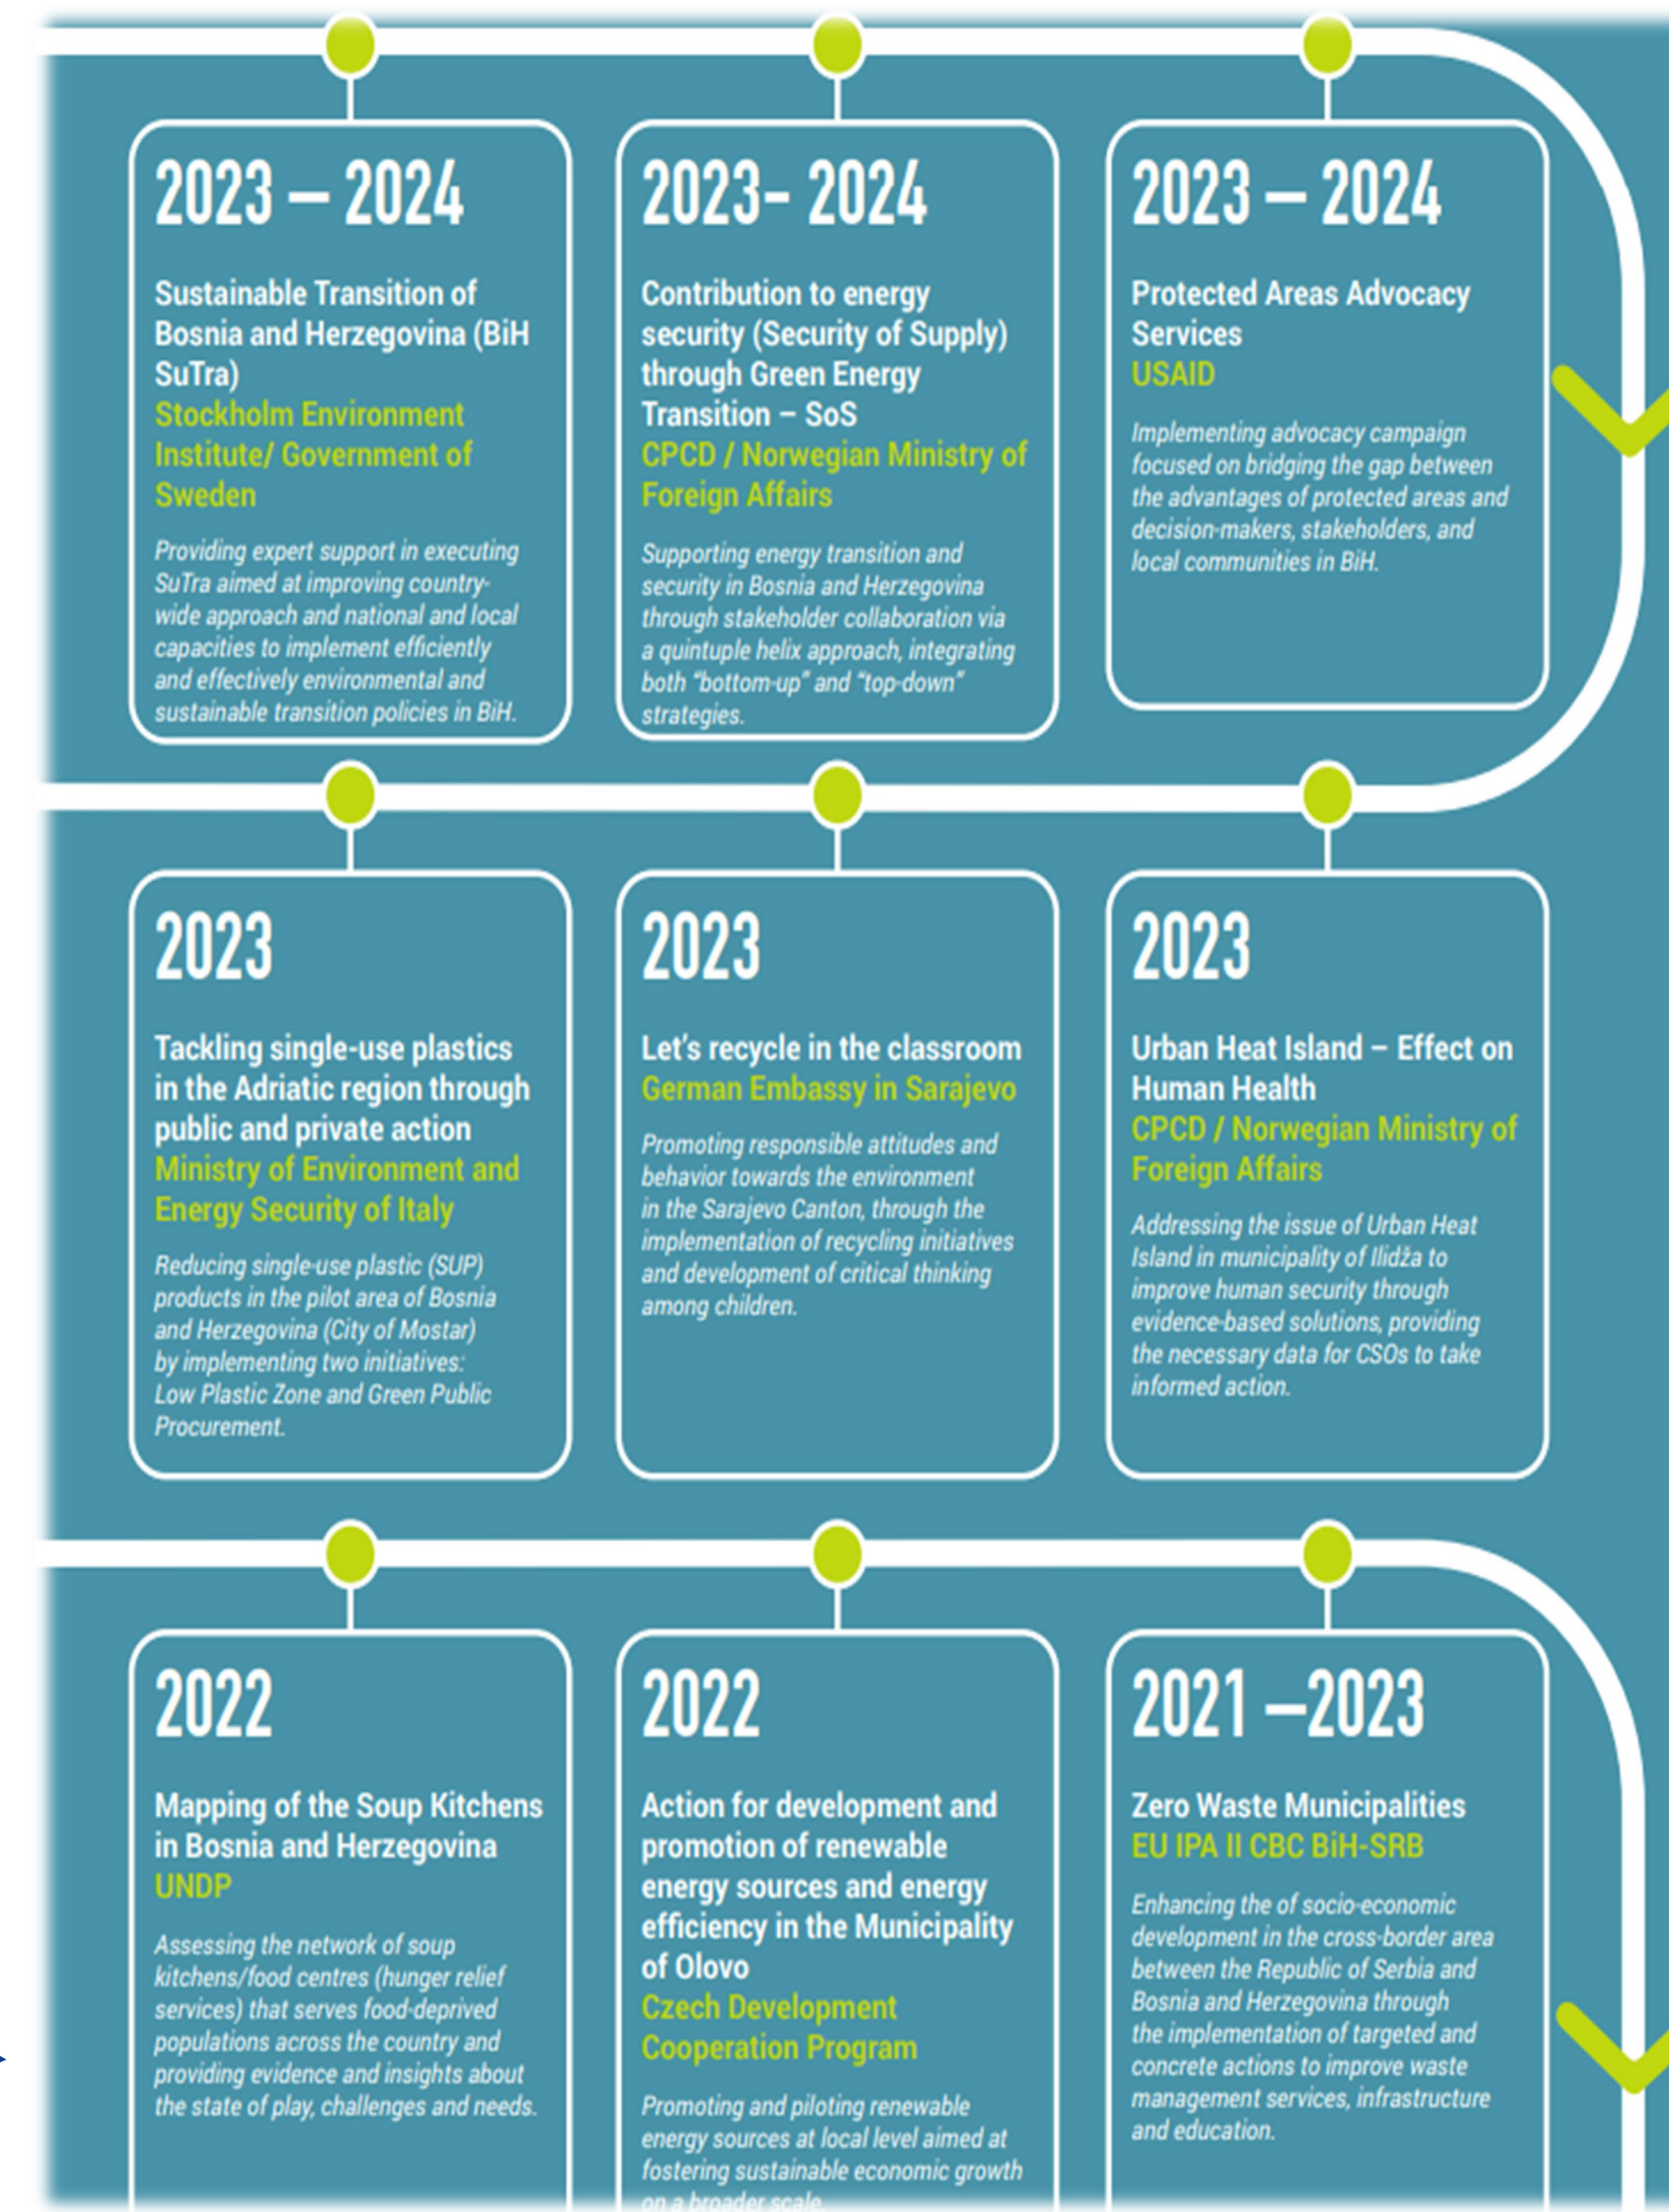 2023 – 2024
Sustainable Transition of
Bosnia and Herzegovina (BiH
SuTra)
Stockholm Environment
Institute/ Government of
Sweden
Providing expert support in executing
SuTra aimed at improving country-
wide approach and national and local
capacities to implement efficiently
and effectively environmental and
sustainable transition policies in BiH.
2023- 2024
Contribution to energy
security (Security of Supply)
through Green Energy
Transition – SoS
CPCD / Norwegian Ministry of
Foreign Affairs
Supporting energy transition and
security in Bosnia and Herzegovina
through stakeholder collaboration via
a quintuple helix approach, integrating
both “bottom-up” and “top-down”
strategies.
2023 – 2024
Protected Areas Advocacy
Services
USAID
Implementing advocacy campaign
focused on bridging the gap between
the advantages of protected areas and
decision-makers, stakeholders, and
local communities in BiH.
2023
Tackling single-use plastics
in the Adriatic region through
public and private action
Ministry of Environment and
Energy Security of Italy
Reducing single-use plastic (SUP)
products in the pilot area of Bosnia
and Herzegovina (City of Mostar)
by implementing two initiatives:
Low Plastic Zone and Green Public
Procurement.
2023
Let’s recycle in the classroom
German Embassy in Sarajevo
Promoting responsible attitudes and
behavior towards the environment
in the Sarajevo Canton, through the
implementation of recycling initiatives
and development of critical thinking
among children.
2023
Urban Heat Island – Effect on
Human Health
CPCD / Norwegian Ministry of
Foreign Affairs
Addressing the issue of Urban Heat
Island in municipality of Ilidža to
improve human security through
evidence-based solutions, providing
the necessary data for CSOs to take
informed action.
2022
Mapping of the Soup Kitchens
in Bosnia and Herzegovina
UNDP
Assessing the network of soup
kitchens/food centres (hunger relief
services) that serves food-deprived
populations across the country and
providing evidence and insights about
the state of play, challenges and needs.
2022
Action for development and
promotion of renewable
energy sources and energy
efficiency in the Municipality
of Olovo
Czech Development
Cooperation Program
Promoting and piloting renewable
energy sources at local level aimed at
fostering sustainable economic growth
on a broader scale.
2021 –2023
Zero Waste Municipalities
EU IPA II CBC BiH-SRB
Enhancing the of socio-economic
development in the cross-border area
between the Republic of Serbia and
Bosnia and Herzegovina through
the implementation of targeted and
concrete actions to improve waste
management services, infrastructure
and education.